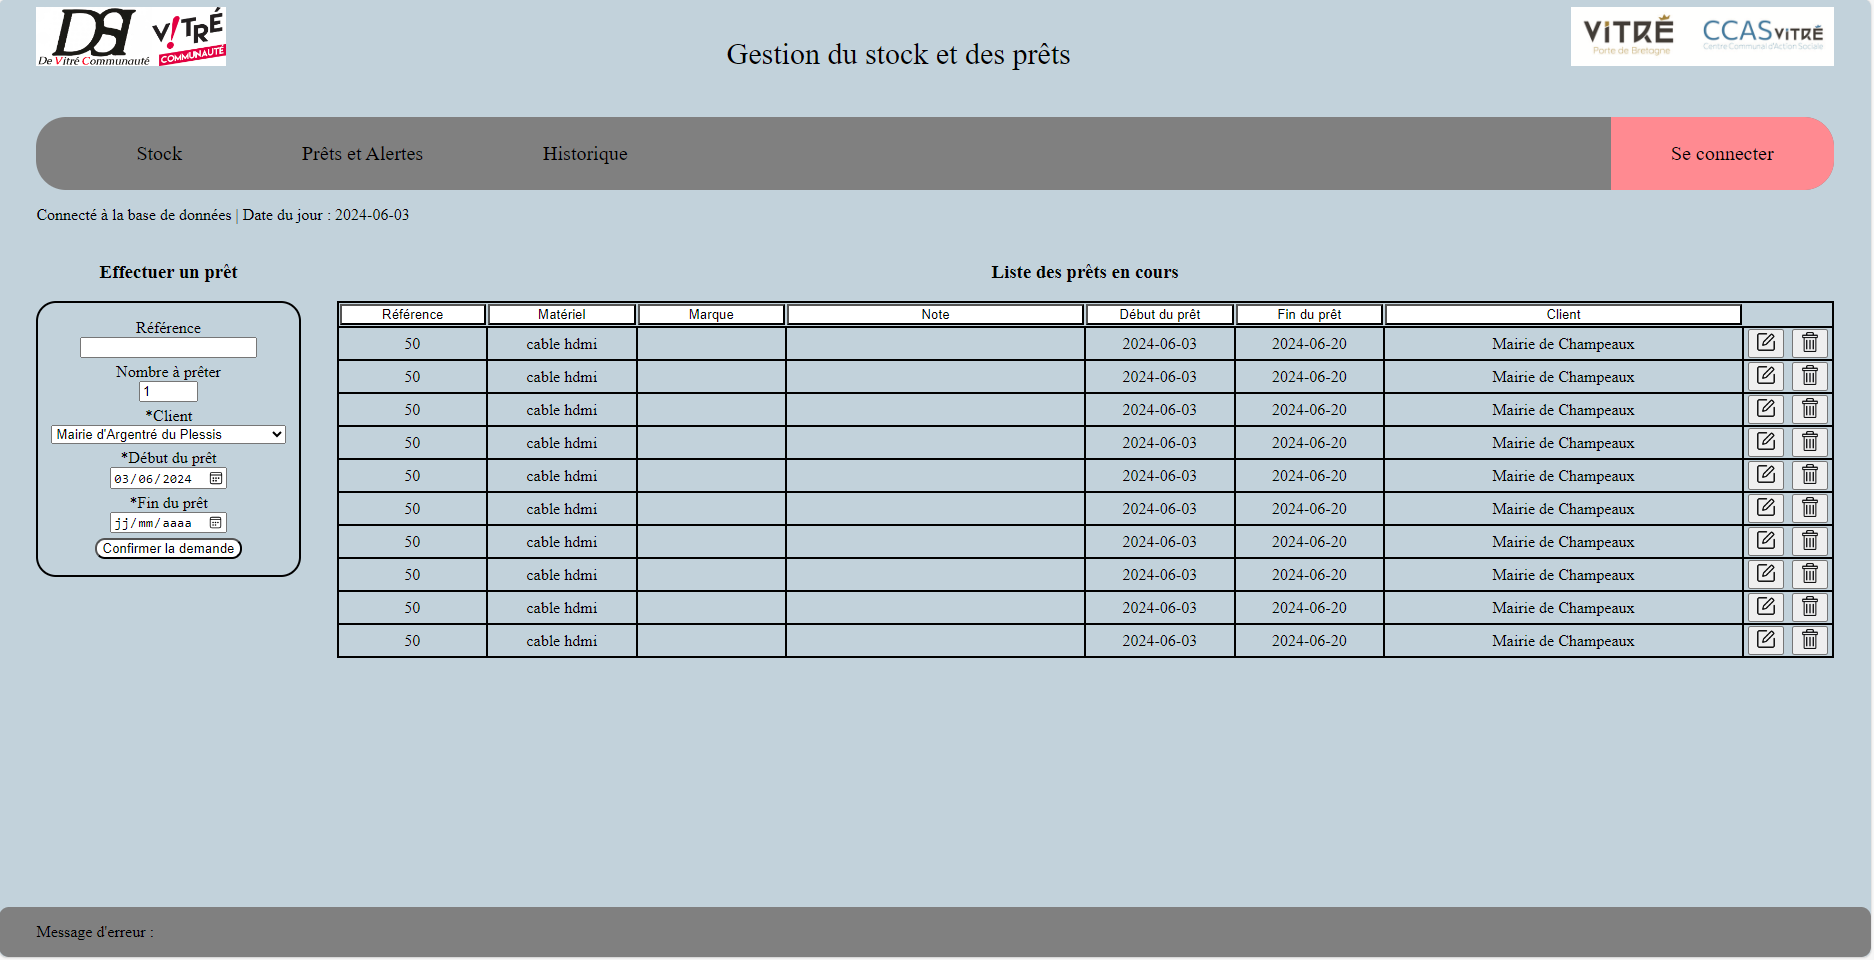 DSI
De Vitré Communauté
V!TRÉ
COMMUNAUTÉ
Gestion du stock et des prêts
VITRÉ
Porte de Bretagne
CCAS VITRÉ
Centre Communal d'Action Sociale
Stock
Prêts et Alertes
Historique
Se connecter
Connecté à la base de données | Date du jour : 2024-06-03
Effectuer un prêt
Référence
Nombre à prêter
1
*Client
Mairie d'Argentré du Plessis
*Début du prêt
03/06/2024
*Fin du prêt
jj/mm/aaaa
Confirmer la demande
Liste des prêts en cours
Référence Matériel Marque Note Début du prêt Fin du prêt Client
50 cable hdmi 2024-06-03 2024-06-20 Mairie de Champeaux
50 cable hdmi 2024-06-03 2024-06-20 Mairie de Champeaux
50 cable hdmi 2024-06-03 2024-06-20 Mairie de Champeaux
50 cable hdmi 2024-06-03 2024-06-20 Mairie de Champeaux
50 cable hdmi 2024-06-03 2024-06-20 Mairie de Champeaux
50 cable hdmi 2024-06-03 2024-06-20 Mairie de Champeaux
50 cable hdmi 2024-06-03 2024-06-20 Mairie de Champeaux
50 cable hdmi 2024-06-03 2024-06-20 Mairie de Champeaux
50 cable hdmi 2024-06-03 2024-06-20 Mairie de Champeaux
50 cable hdmi 2024-06-03 2024-06-20 Mairie de Champeaux
Message d'erreur :